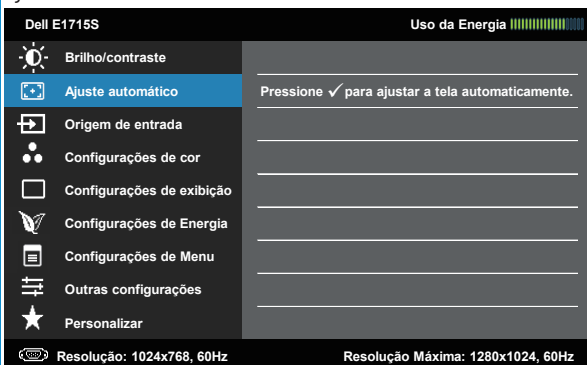 Dell E1715S Uso da Energia
Brilho/contraste
Ajuste automático Pressione ✓ para ajustar a tela automaticamente.
Origem de entrada
Configurações de cor
Configurações de exibição
Configurações de Energia
Configurações de Menu
Outras configurações
Personalizar
Resolução: 1024x768, 60Hz Resolução Máxima: 1280x1024, 60Hz